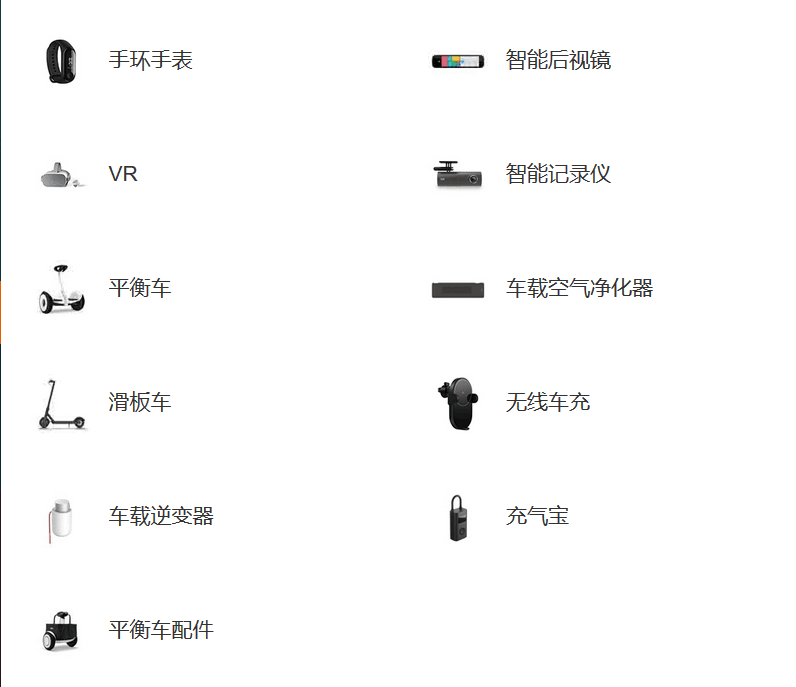 手环手表
智能后视镜
VR
智能记录仪
平衡车
车载空气净化器
滑板车
无线车充
车载逆变器
充气宝
平衡车配件